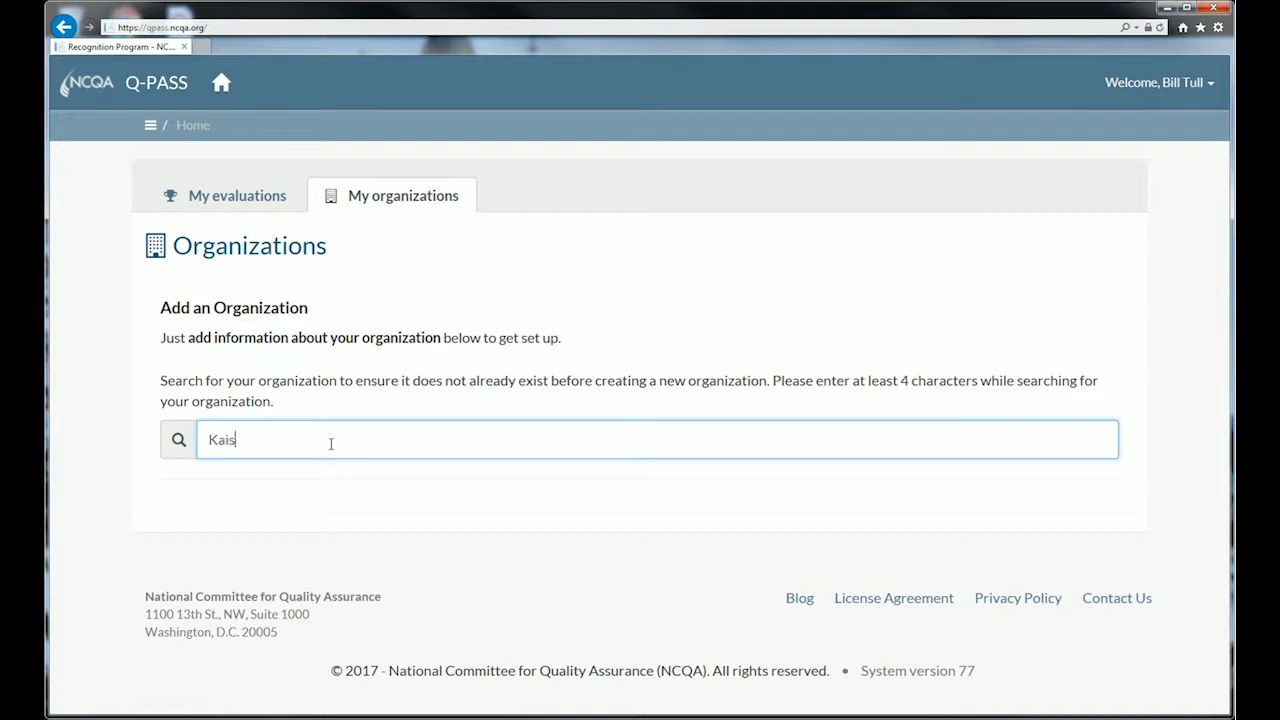 https://qpass.ncqa.org/
Recognition Program - NC...
NCQA Q-PASS
Welcome, Bill Tull
/ Home
My evaluations
My organizations
Organizations
Add an Organization
Just add information about your organization below to get set up.
Search for your organization to ensure it does not already exist before creating a new organization. Please enter at least 4 characters while searching for
your organization.
Kais
National Committee for Quality Assurance
1100 13th St., NW, Suite 1000
Washington, D.C. 20005
Blog License Agreement Privacy Policy Contact Us
© 2017 - National Committee for Quality Assurance (NCQA). All rights reserved. • System version 77